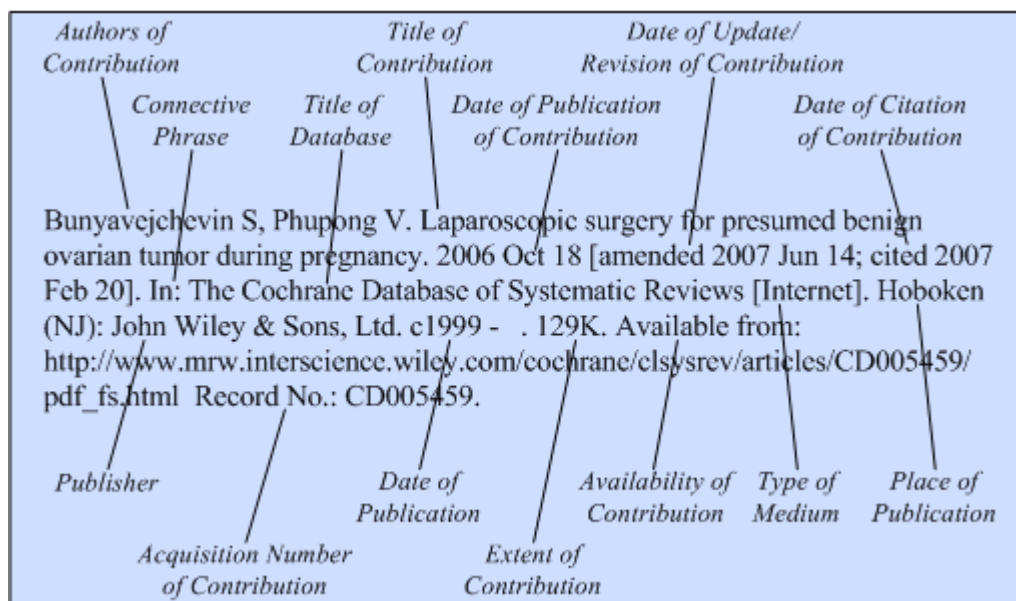 Authors of
Contribution
Title of
Contribution
Date of Update/
Revision of Contribution
Connective
Phrase
Title of
Database
Date of Publication
of Contribution
Date of Citation
of Contribution
Bunyavejchevin S, Phupong V. Laparoscopic surgery for presumed benign
ovarian tumor during pregnancy. 2006 Oct 18 [amended 2007 Jun 14; cited 2007
Feb 20]. In: The Cochrane Database of Systematic Reviews [Internet]. Hoboken
(NJ): John Wiley & Sons, Ltd. c1999 -   . 129K. Available from:
http://www.mrw.interscience.wiley.com/cochrane/clsysrev/articles/CD005459/
pdf_fs.html  Record No.: CD005459.
Publisher
Date of
Publication
Availability of
Contribution
Type of
Medium
Place of
Publication
Acquisition Number
of Contribution
Extent of
Contribution